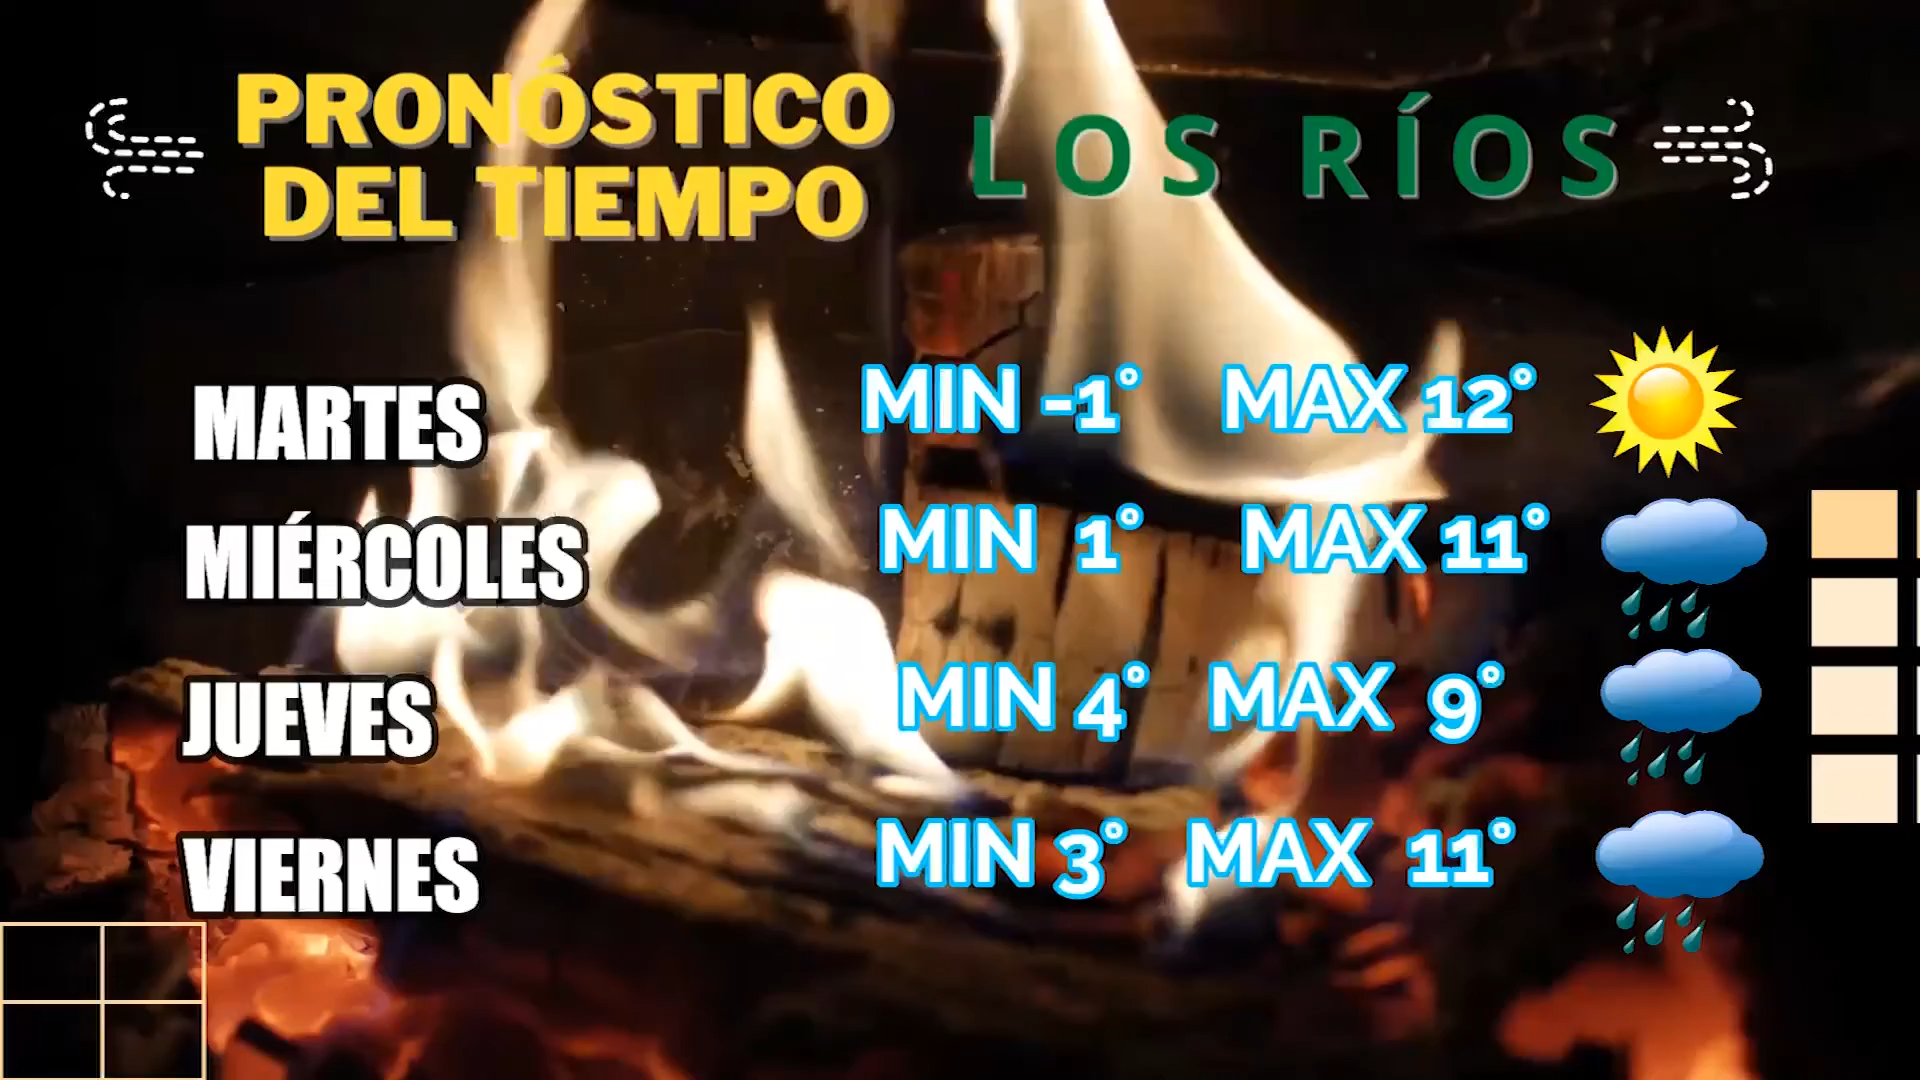 PRONÓSTICO
DEL TIEMPO
LOS RÍOS
MARTES MIN -1° MAX 12°
MIÉRCOLES MIN 1° MAX 11°
JUEVES MIN 4° MAX 9°
VIERNES MIN 3° MAX 11°